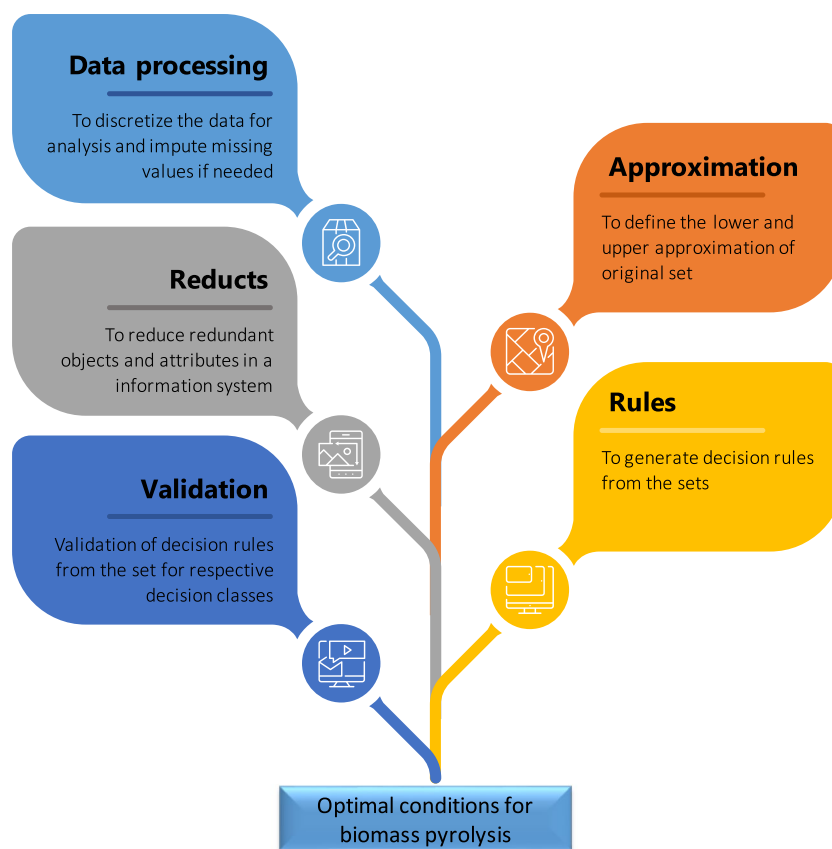 Data processing
To discretize the data for
analysis and impute missing
values if needed
Approximation
To define the lower and
upper approximation of
original set
Reducts
To reduce redundant
objects and attributes in a
information system
Rules
To generate decision rules
from the sets
Validation
Validation of decision rules
from the set for respective
decision classes
Optimal conditions for
biomass pyrolysis